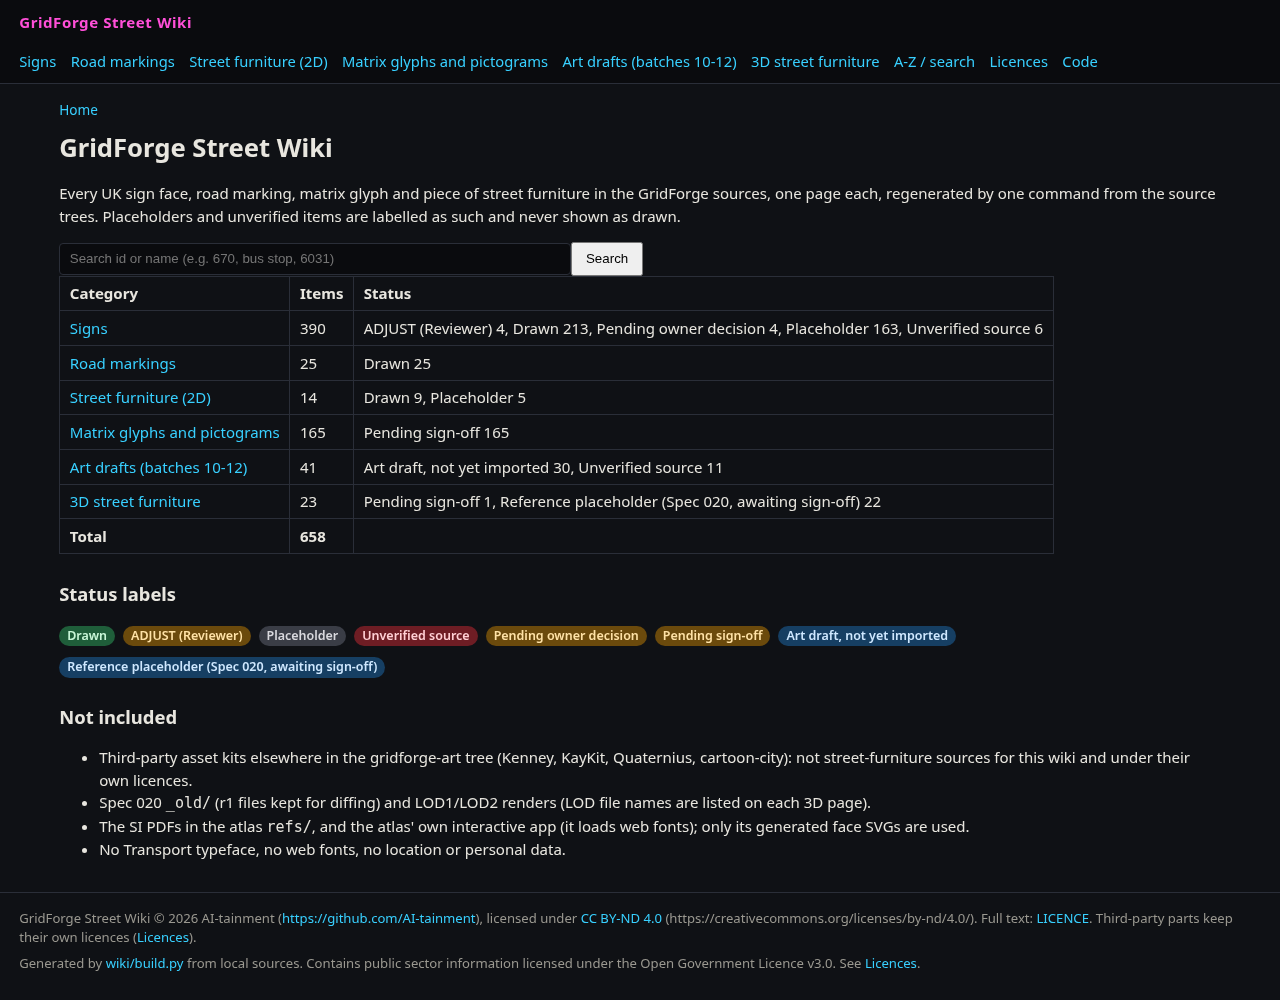 GridForge Street Wiki
Signs Road markings Street furniture (2D) Matrix glyphs and pictograms Art drafts (batches 10-12) 3D street furniture A-Z / search Licences Code
Home
GridForge Street Wiki
Every UK sign face, road marking, matrix glyph and piece of street furniture in the GridForge sources, one page each, regenerated by one command from the source
trees. Placeholders and unverified items are labelled as such and never shown as drawn.
Search id or name (e.g. 670, bus stop, 6031) Search
Category Items Status
Signs 390 ADJUST (Reviewer) 4, Drawn 213, Pending owner decision 4, Placeholder 163, Unverified source 6
Road markings 25 Drawn 25
Street furniture (2D) 14 Drawn 9, Placeholder 5
Matrix glyphs and pictograms 165 Pending sign-off 165
Art drafts (batches 10-12) 41 Art draft, not yet imported 30, Unverified source 11
3D street furniture 23 Pending sign-off 1, Reference placeholder (Spec 020, awaiting sign-off) 22
Total 658
Status labels
Drawn ADJUST (Reviewer) Placeholder Unverified source Pending owner decision Pending sign-off Art draft, not yet imported
Reference placeholder (Spec 020, awaiting sign-off)
Not included
• Third-party asset kits elsewhere in the gridforge-art tree (Kenney, KayKit, Quaternius, cartoon-city): not street-furniture sources for this wiki and under their
own licences.
• Spec 020 _old/ (r1 files kept for diffing) and LOD1/LOD2 renders (LOD file names are listed on each 3D page).
• The SI PDFs in the atlas refs/, and the atlas' own interactive app (it loads web fonts); only its generated face SVGs are used.
• No Transport typeface, no web fonts, no location or personal data.
GridForge Street Wiki © 2026 AI-tainment (https://github.com/AI-tainment), licensed under CC BY-ND 4.0 (https://creativecommons.org/licenses/by-nd/4.0/). Full text: LICENCE. Third-party parts keep
their own licences (Licences).
Generated by wiki/build.py from local sources. Contains public sector information licensed under the Open Government Licence v3.0. See Licences.